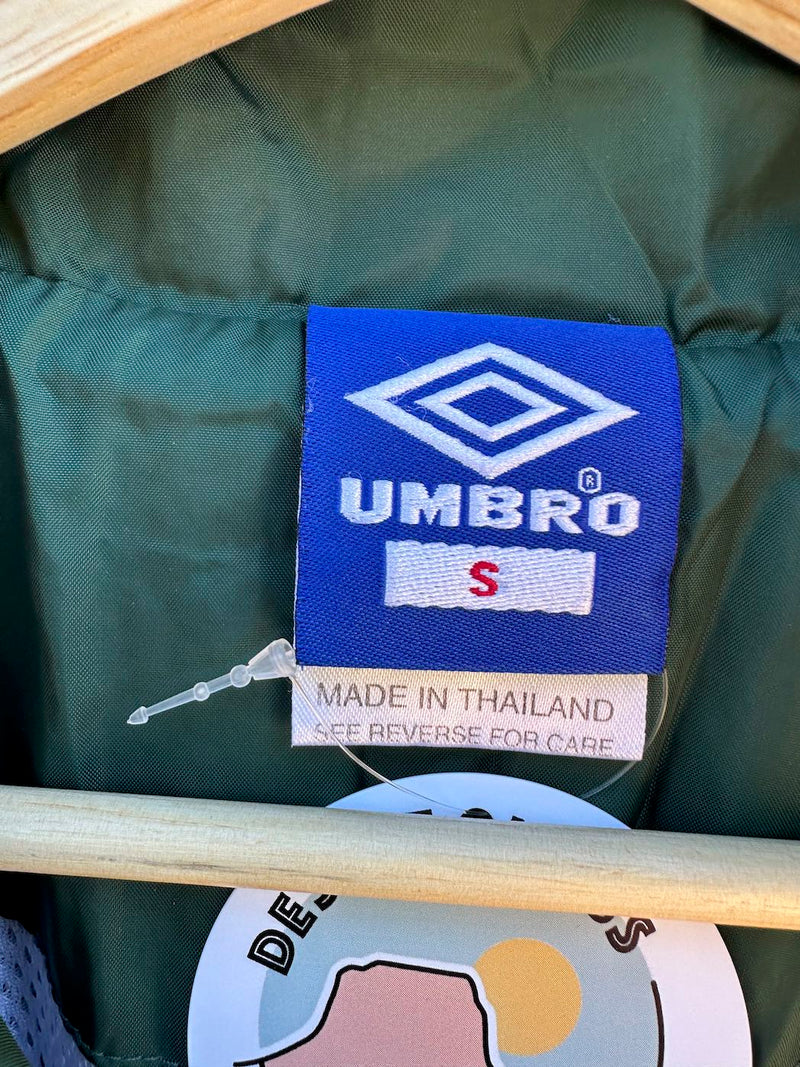 UMBRO®
S
MADE IN THAILAND
SEE REVERSE FOR CARE